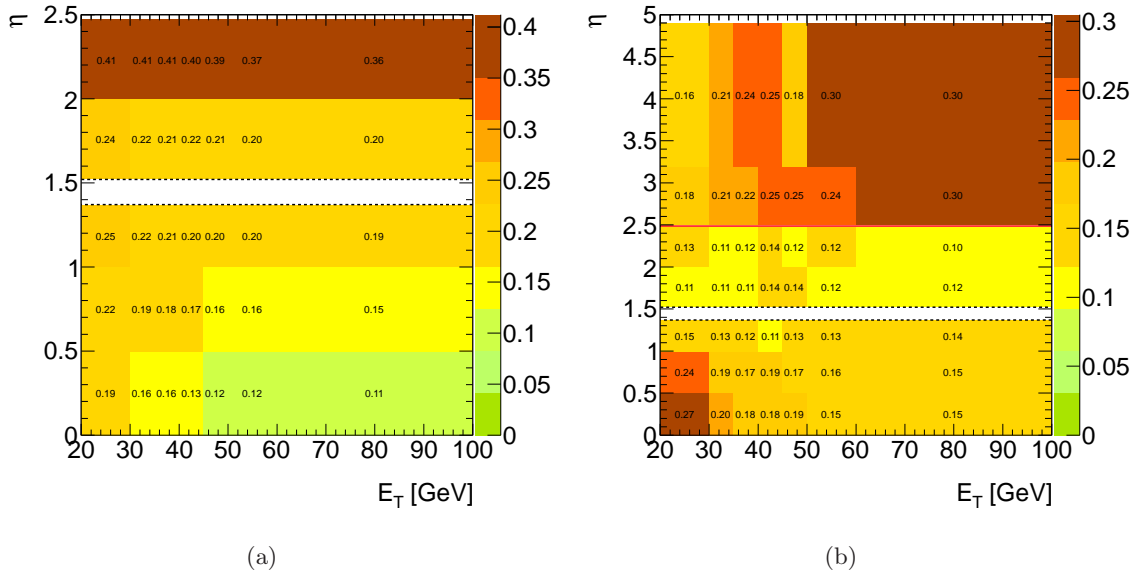 η 2.5 2 1.5 1 0.5 0
0.41 0.41 0.41 0.40 0.39 0.37 0.36
0.24 0.22 0.21 0.22 0.21 0.20 0.20
0.25 0.22 0.21 0.20 0.20 0.20 0.19
0.22 0.19 0.18 0.17 0.16 0.16 0.15
0.19 0.16 0.16 0.13 0.12 0.12 0.11
20 30 40 50 60 70 80 90 100
E_T [GeV]
0.4 0.35 0.3 0.25 0.2 0.15 0.1 0.05 0
(a)
η 5 4.5 4 3.5 3 2.5 2 1.5 1 0.5 0
0.16 0.21 0.24 0.25 0.18 0.30 0.30
0.18 0.21 0.22 0.25 0.25 0.24 0.30
0.13 0.11 0.12 0.14 0.12 0.12 0.10
0.11 0.11 0.11 0.14 0.14 0.12 0.12
0.15 0.13 0.12 0.11 0.13 0.13 0.14
0.24 0.19 0.17 0.19 0.17 0.16 0.15
0.27 0.20 0.18 0.18 0.19 0.15 0.15
20 30 40 50 60 70 80 90 100
E_T [GeV]
0.3 0.25 0.2 0.15 0.1 0.05 0
(b)